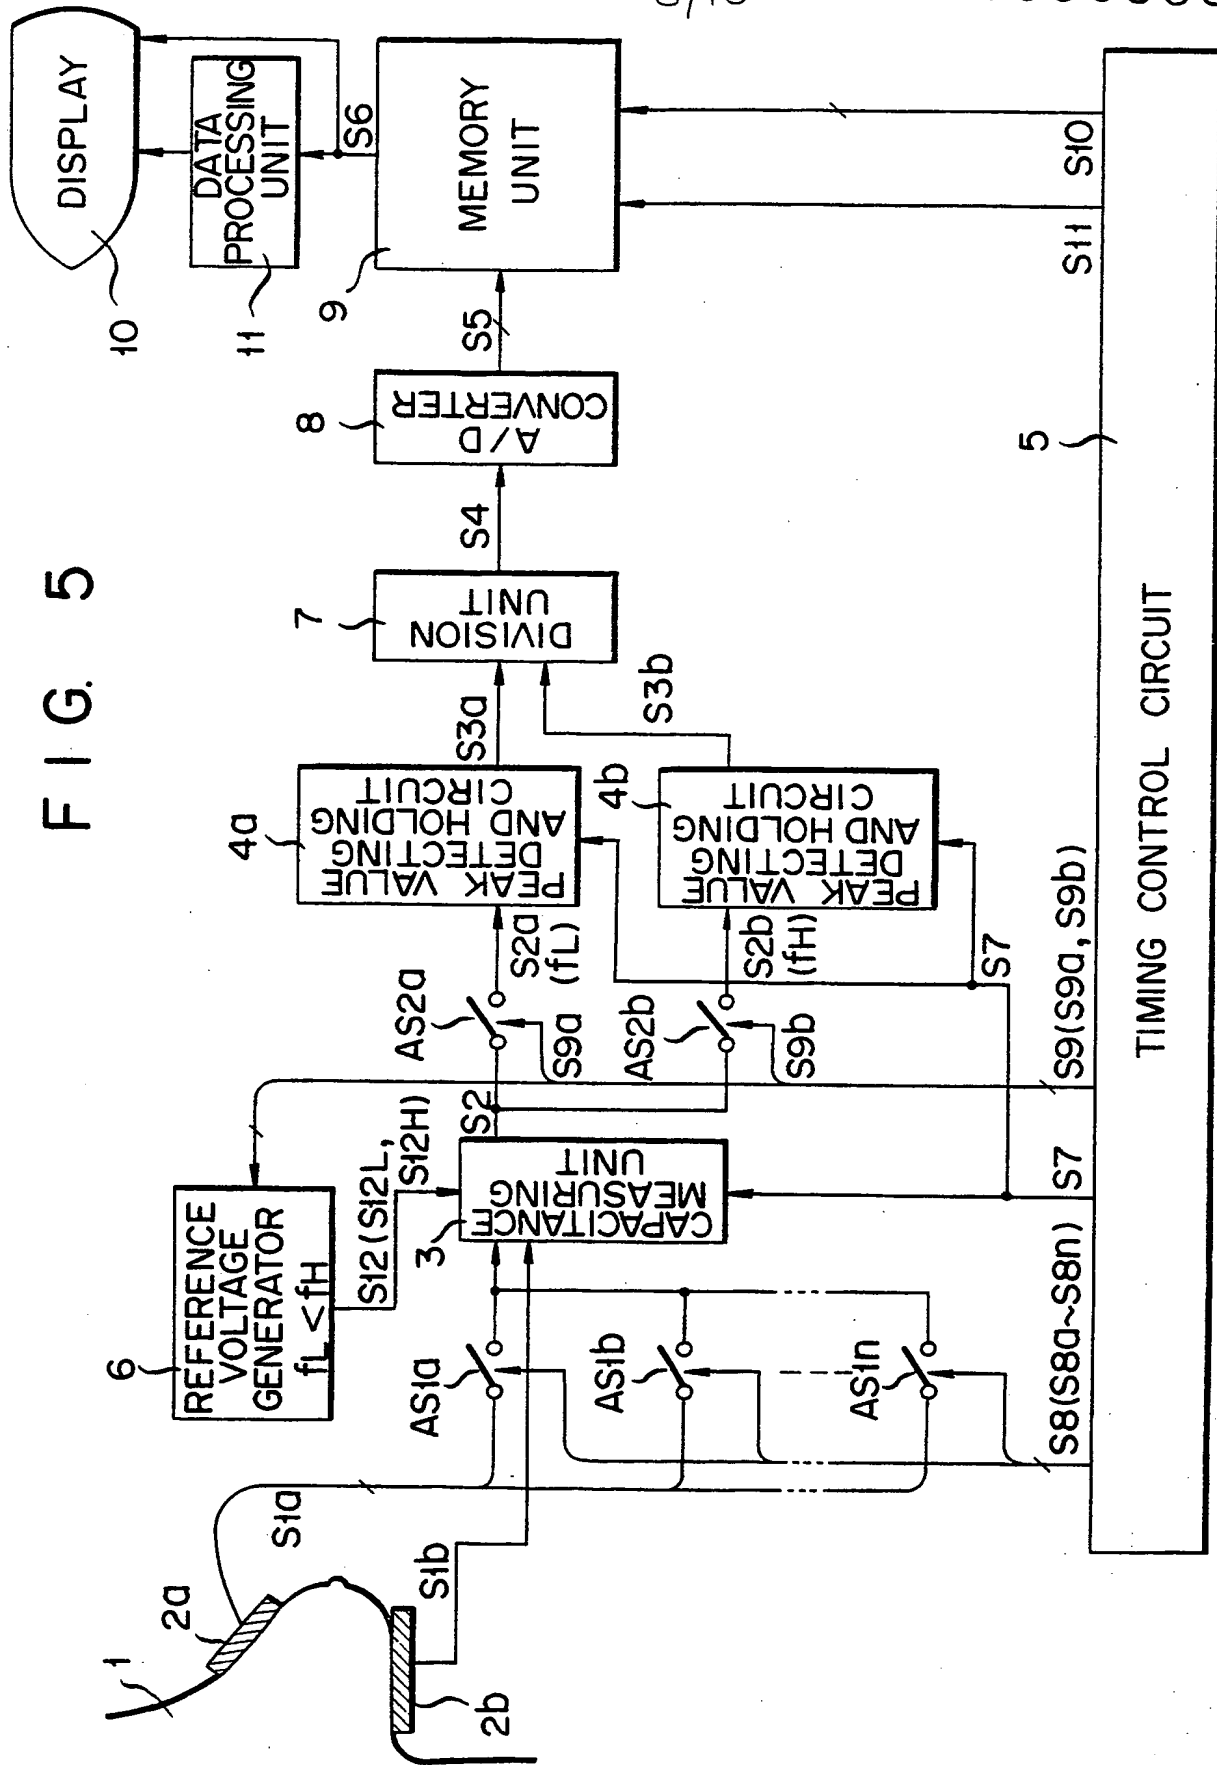 FIG. 5
1
2a
2b
S1a
S1b
6
REFERENCE
VOLTAGE
GENERATOR
fL < fH
S12 (S12L,
S12H)
AS1a
AS1b
AS1n
3
CAPACITANCE
MEASURING
UNIT
S2
AS2a
S9a
AS2b
S9b
S2a
(fL)
S2b
(fH)
4a
PEAK VALUE
DETECTING
AND HOLDING
CIRCUIT
4b
PEAK VALUE
DETECTING
AND HOLDING
CIRCUIT
S7
S3a
S3b
7
DIVISION
UNIT
S4
8
A/D
CONVERTER
S5
9
MEMORY
UNIT
S6
11
DATA
PROCESSING
UNIT
10
DISPLAY
S8(S8a~S8n)
S7
S9(S9a, S9b)
S11
S10
5
TIMING CONTROL CIRCUIT